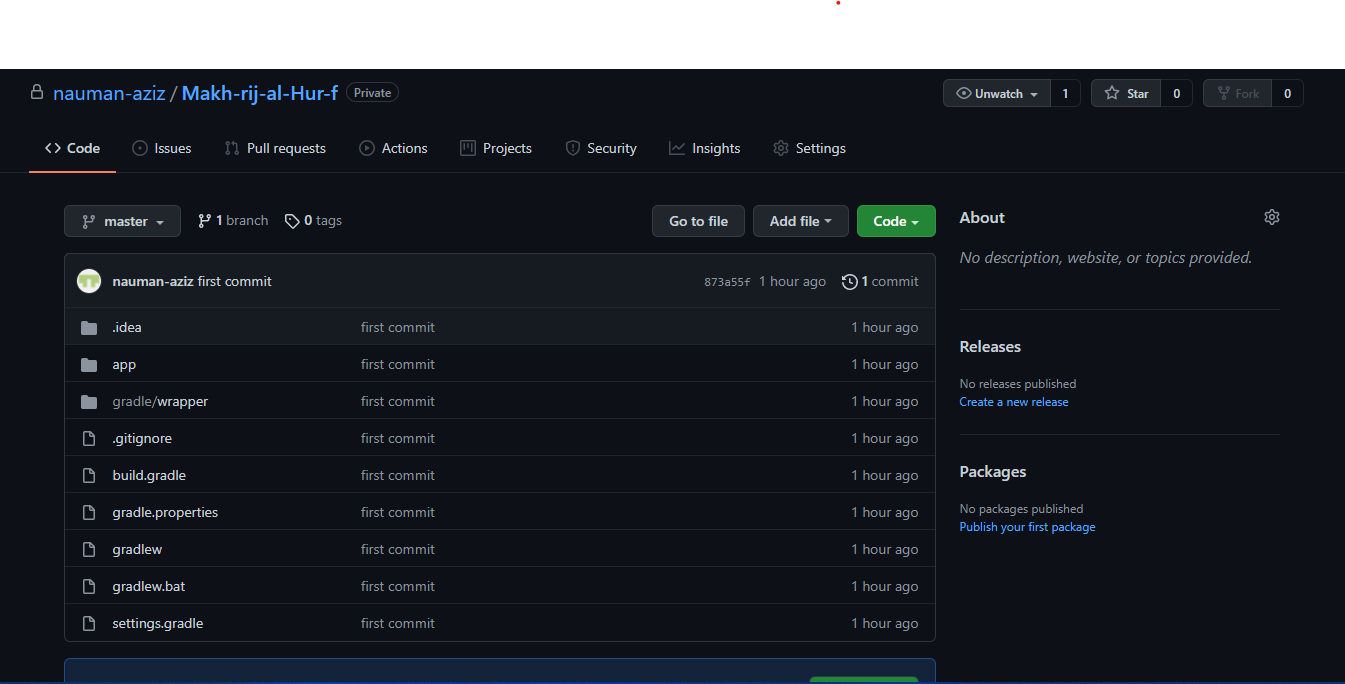 nauman-aziz / Makh-rij-al-Hur-f Private
Unwatch 1 Star 0 Fork 0
Code Issues Pull requests Actions Projects Security Insights Settings
master 1 branch 0 tags Go to file Add file Code
nauman-aziz first commit 873a55f 1 hour ago 1 commit
.idea first commit 1 hour ago
app first commit 1 hour ago
gradle/wrapper first commit 1 hour ago
.gitignore first commit 1 hour ago
build.gradle first commit 1 hour ago
gradle.properties first commit 1 hour ago
gradlew first commit 1 hour ago
gradlew.bat first commit 1 hour ago
settings.gradle first commit 1 hour ago
About
No description, website, or topics provided.
Releases
No releases published
Create a new release
Packages
No packages published
Publish your first package